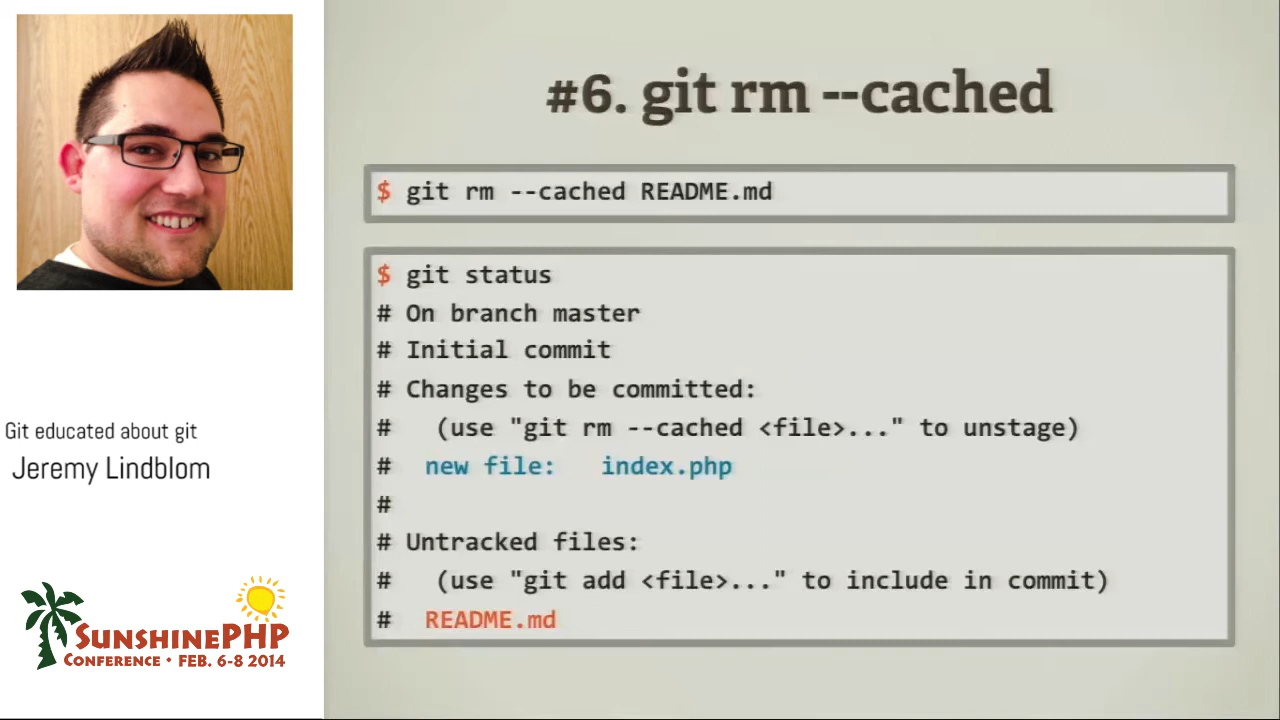 #6. git rm --cached
$ git rm --cached README.md
$ git status
# On branch master
# Initial commit
# Changes to be committed:
#   (use "git rm --cached <file>..." to unstage)
#   new file:   index.php
#
# Untracked files:
#   (use "git add <file>..." to include in commit)
#   README.md
Git educated about git
Jeremy Lindblom
SUNSHINEPHP
CONFERENCE • FEB. 6-8 2014